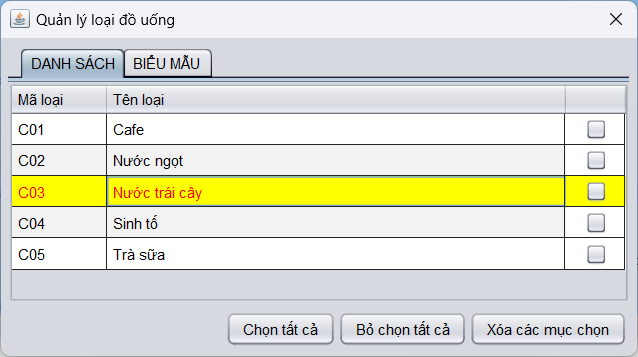 Quản lý loại đồ uống
DANH SÁCH BIỂU MẪU
Mã loại Tên loại
C01 Cafe
C02 Nước ngọt
C03 Nước trái cây
C04 Sinh tố
C05 Trà sữa
Chọn tất cả Bỏ chọn tất cả Xóa các mục chọn